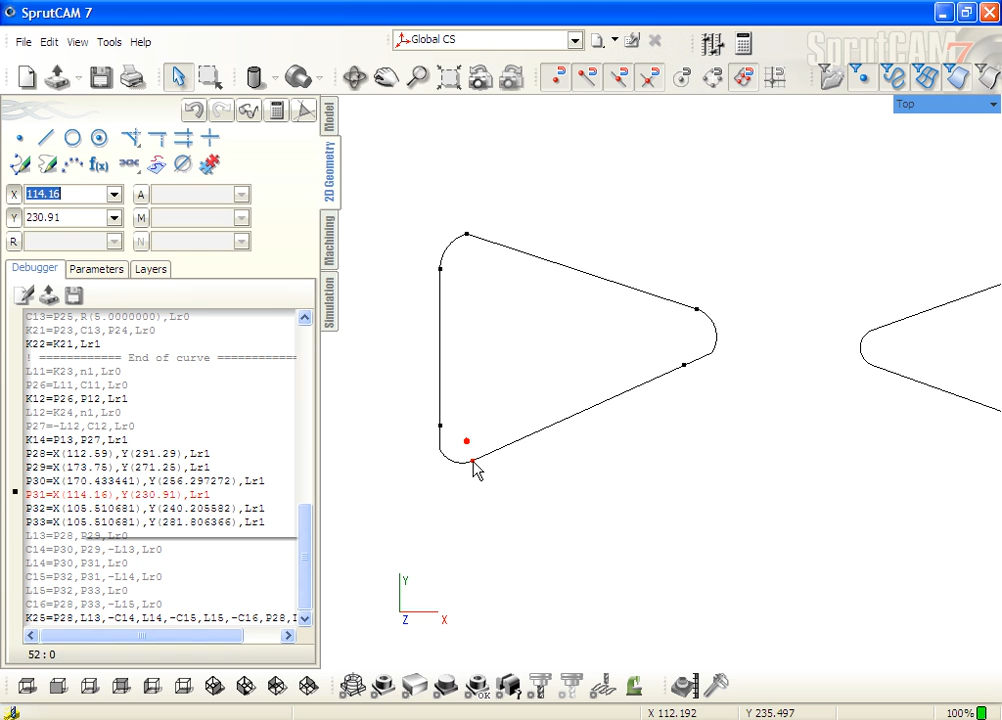 SprutCAM 7
File Edit View Tools Help
Global CS
SprutCAM 7
Top
Model
2D Geometry
Machining
Simulation
f(x)
X 114.16 A
Y 230.91 M
R N
Debugger Parameters Layers
C13=P25,R(5.0000000),Lr0
K21=P23,C13,P24,Lr0
K22=K21,Lr1
! ============ End of curve ============
L11=K23,n1,Lr0
P26=L11,C11,Lr0
K12=P26,P12,Lr1
L12=K24,n1,Lr0
P27=-L12,C12,Lr0
K14=P13,P27,Lr1
P28=X(112.59),Y(291.29),Lr1
P29=X(173.75),Y(271.25),Lr1
P30=X(170.433441),Y(256.297272),Lr1
P31=X(114.16),Y(230.91),Lr1
P32=X(105.510681),Y(240.205582),Lr1
P33=X(105.510681),Y(281.806366),Lr1
L13=P28,P29,Lr0
C14=P30,P29,-L13,Lr0
L14=P30,P31,Lr0
C15=P32,P31,-L14,Lr0
L15=P32,P33,Lr0
C16=P28,P33,-L15,Lr0
K25=P28,L13,-C14,L14,-C15,L15,-C16,P28,
52 : 0
Y
Z X
OK
X 112.192 Y 235.497 100%